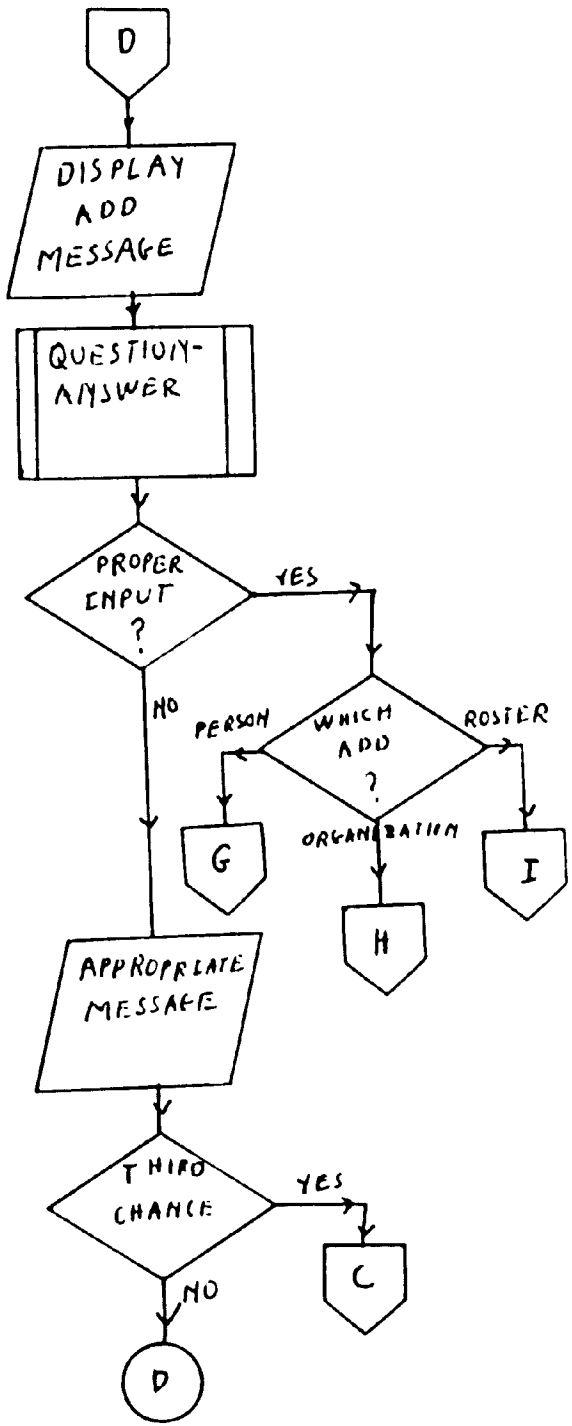 D
DISPLAY
ADD
MESSAGE
QUESTION-
ANSWER
PROPER
INPUT
?
YES
NO
PERSON
WHICH
ADD
?
ROSTER
ORGANIZATION
G
H
I
APPROPRIATE
MESSAGE
THIRD
CHANCE
YES
C
NO
D